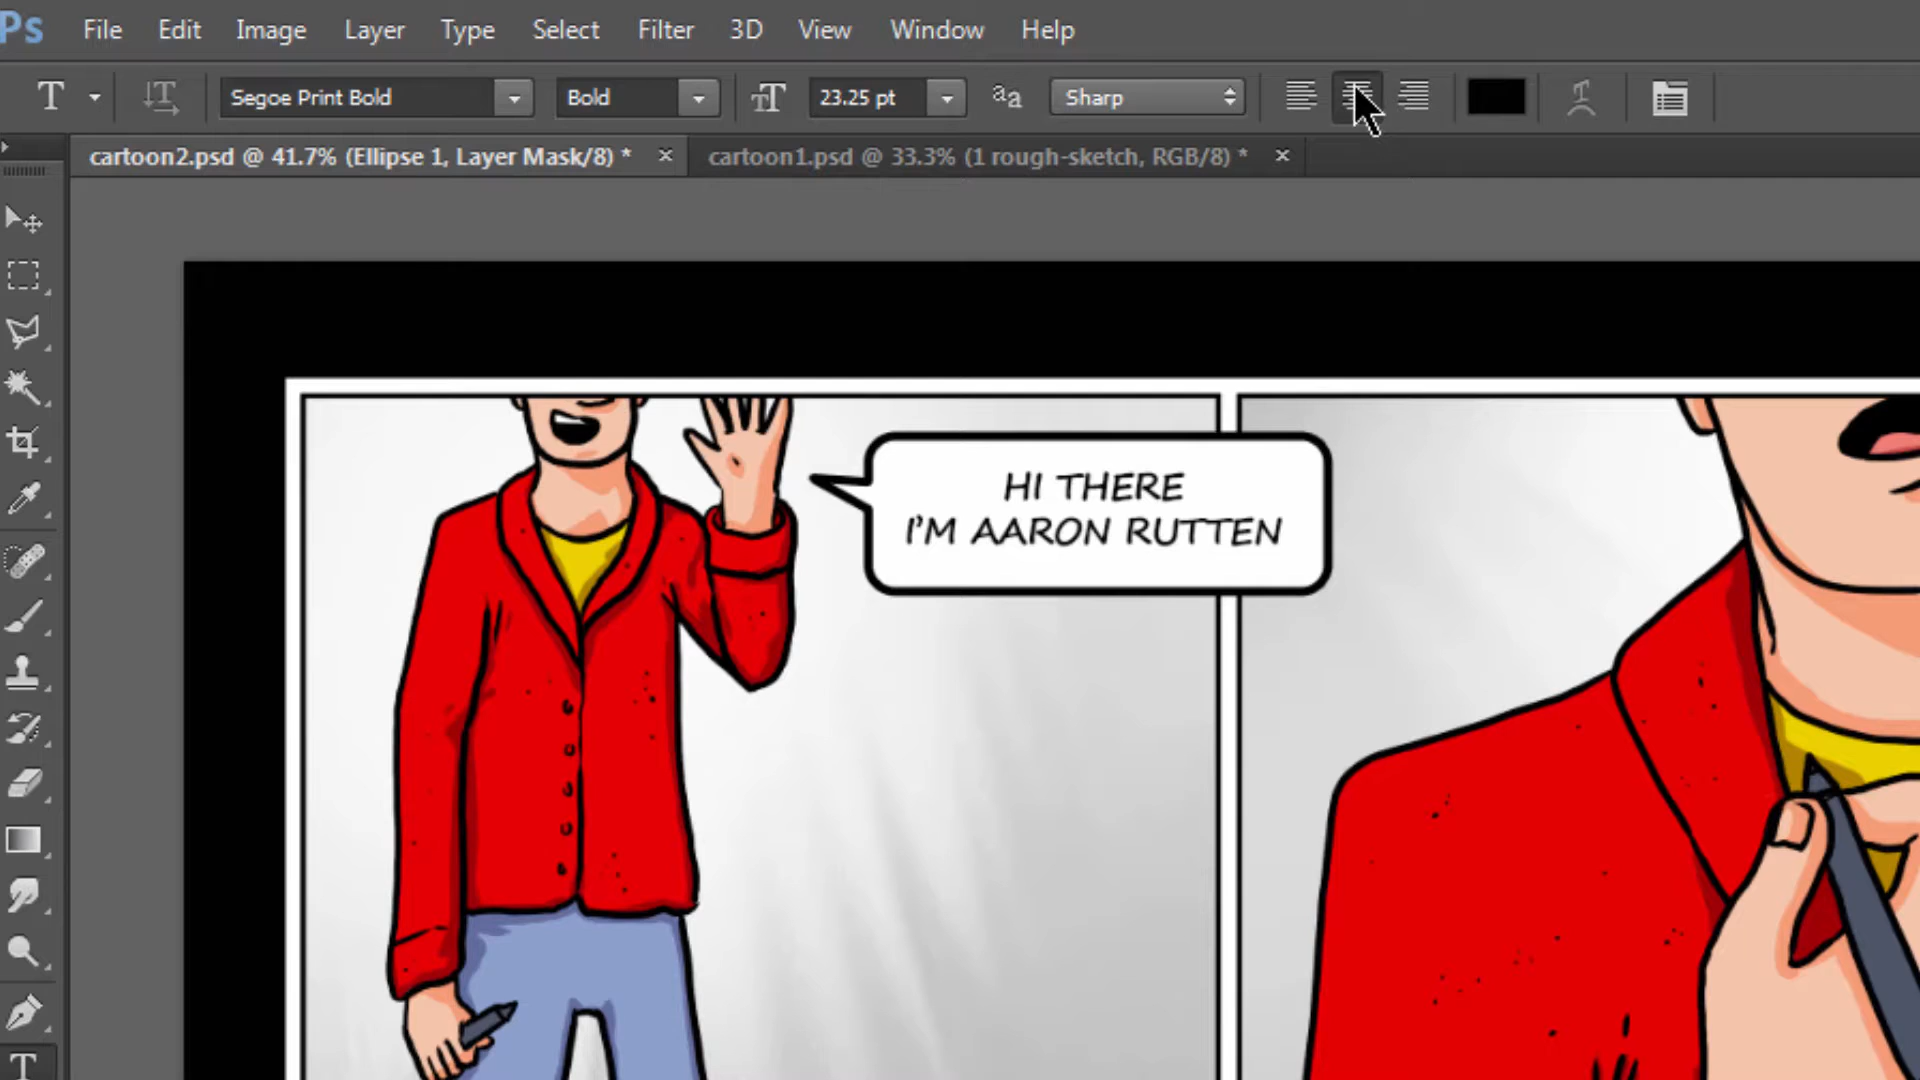 Ps File Edit Image Layer Type Select Filter 3D View Window Help
T Segoe Print Bold Bold TT 23.25 pt aa Sharp
cartoon2.psd @ 41.7% (Ellipse 1, Layer Mask/8) * × cartoon1.psd @ 33.3% (1 rough-sketch, RGB/8) * ×
HI THERE
I'M AARON RUTTEN
T